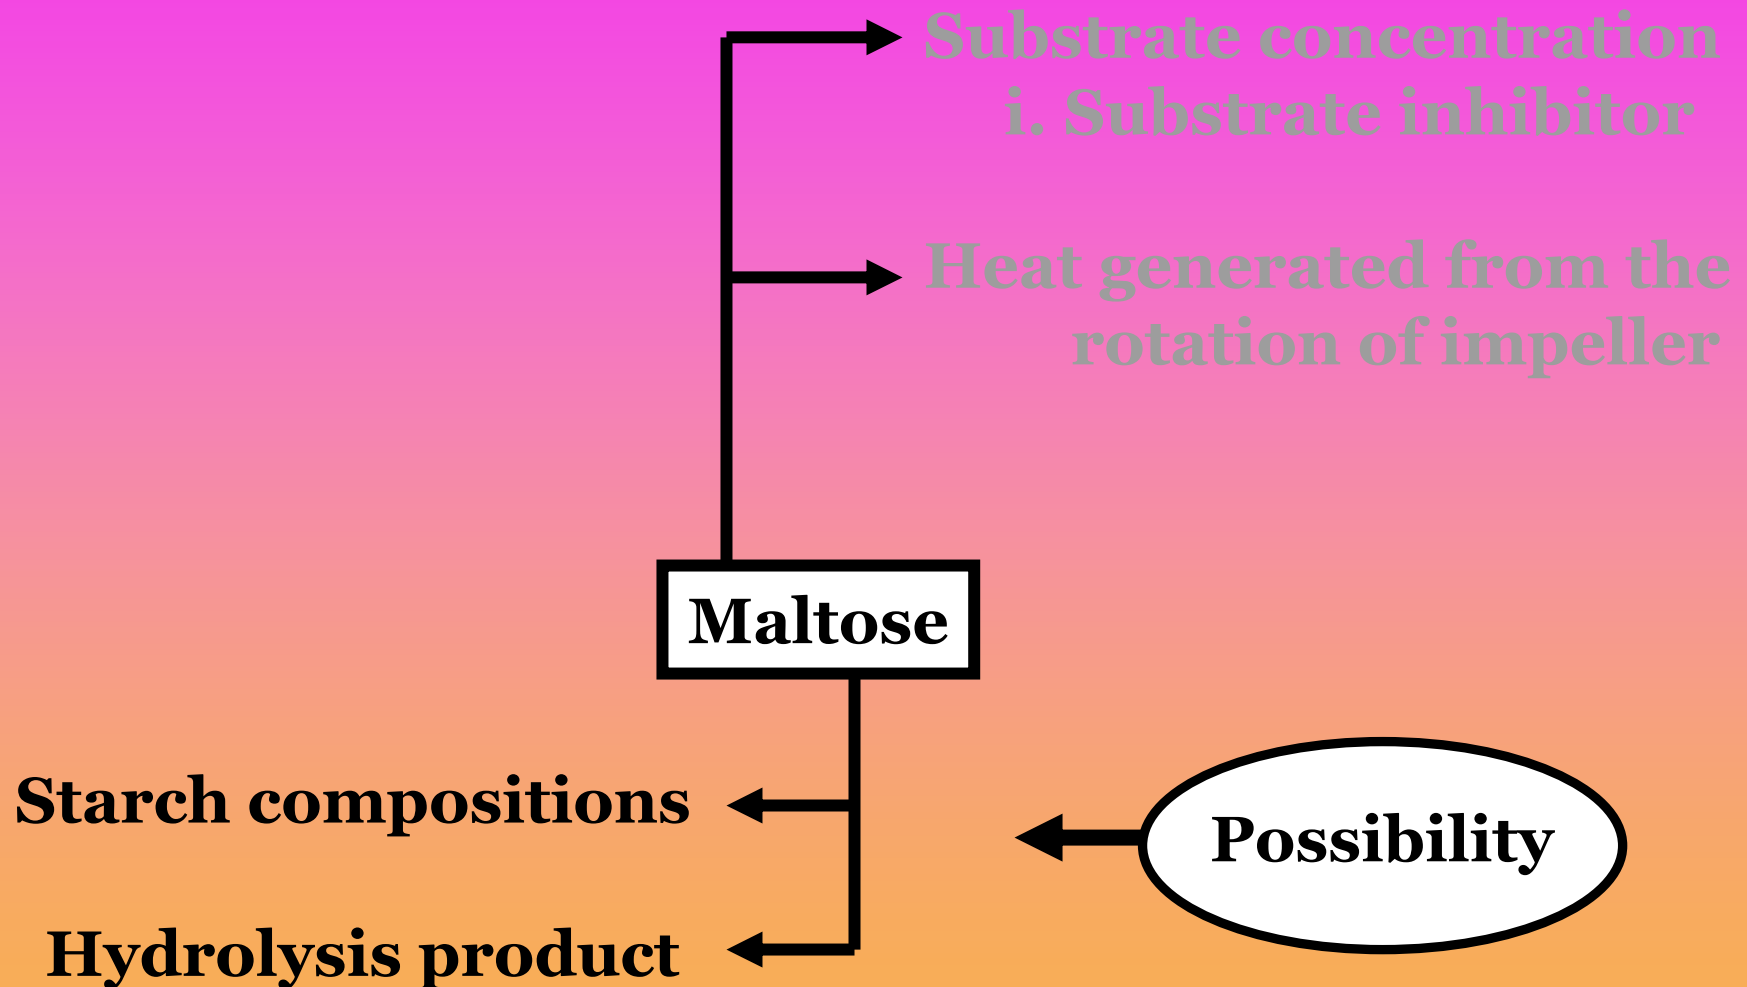 Substrate concentration
i. Substrate inhibitor
Heat generated from the
rotation of impeller
Maltose
Starch compositions
Possibility
Hydrolysis product